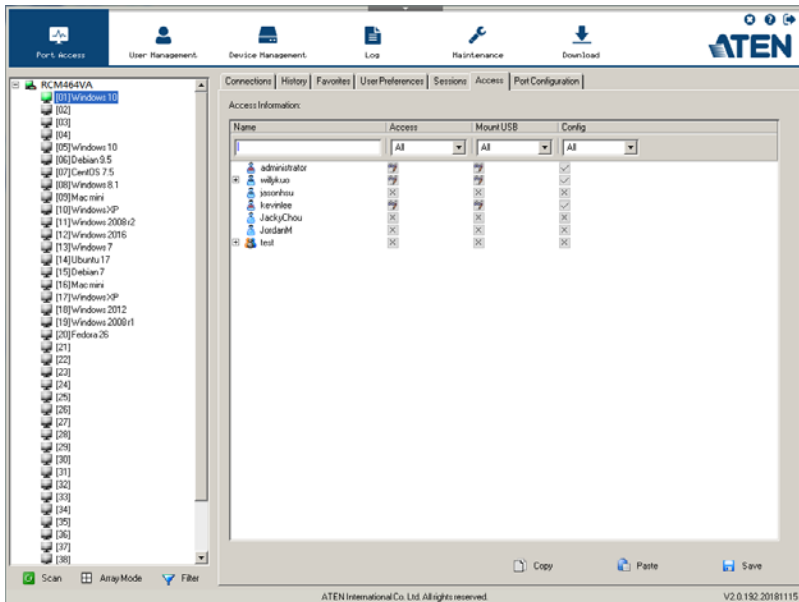 Port Access
User Management
Device Management
Log
Maintenance
Download
ATEN
RCM464VA
[01]Windows 10
[02]
[03]
[04]
[05]Windows 10
[06]Debian 9.5
[07]CentOS 7.5
[08]Windows 8.1
[09]Mac mini
[10]Windows XP
[11]Windows 2008 r2
[12]Windows 2016
[13]Windows 7
[14]Ubuntu 17
[15]Debian 7
[16]Mac mini
[17]Windows XP
[18]Windows 2012
[19]Windows 2008 r1
[20]Fedora 26
[21]
[22]
[23]
[24]
[25]
[26]
[27]
[28]
[29]
[30]
[31]
[32]
[33]
[34]
[35]
[36]
[37]
[38]
Scan Array Mode Filter
Connections History Favorites User Preferences Sessions Access Port Configuration
Access Information:
Name Access Mount USB Config
All All All
administrator
willykuo
jasonhsu
kevinlee
JackyChou
JordanM
test
Copy Paste Save
ATEN International Co. Ltd. All rights reserved.
V2.0.192.20181115